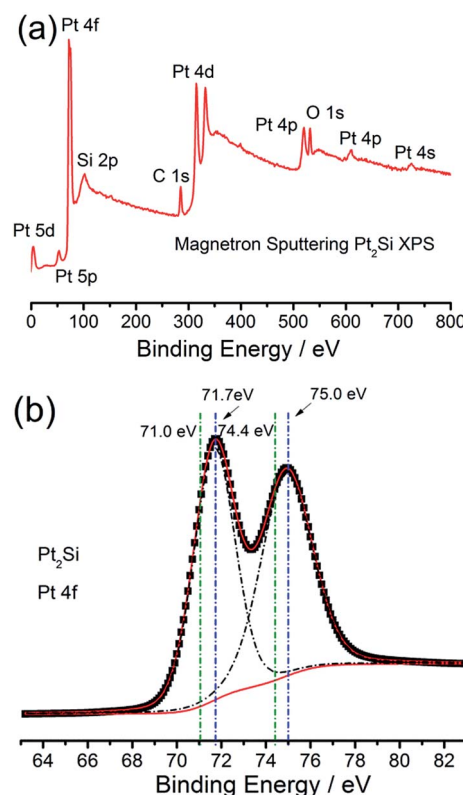 (a)
Pt 4f
Pt 4d
Si 2p
C 1s
Pt 4p
O 1s
Pt 4p
Pt 4s
Pt 5d
Pt 5p
Magnetron Sputtering Pt₂Si XPS
0 100 200 300 400 500 600 700 800
Binding Energy / eV
(b)
71.7eV
75.0 eV
71.0 eV
74.4 eV
Pt₂Si
Pt 4f
64 66 68 70 72 74 76 78 80 82
Binding Energy / eV